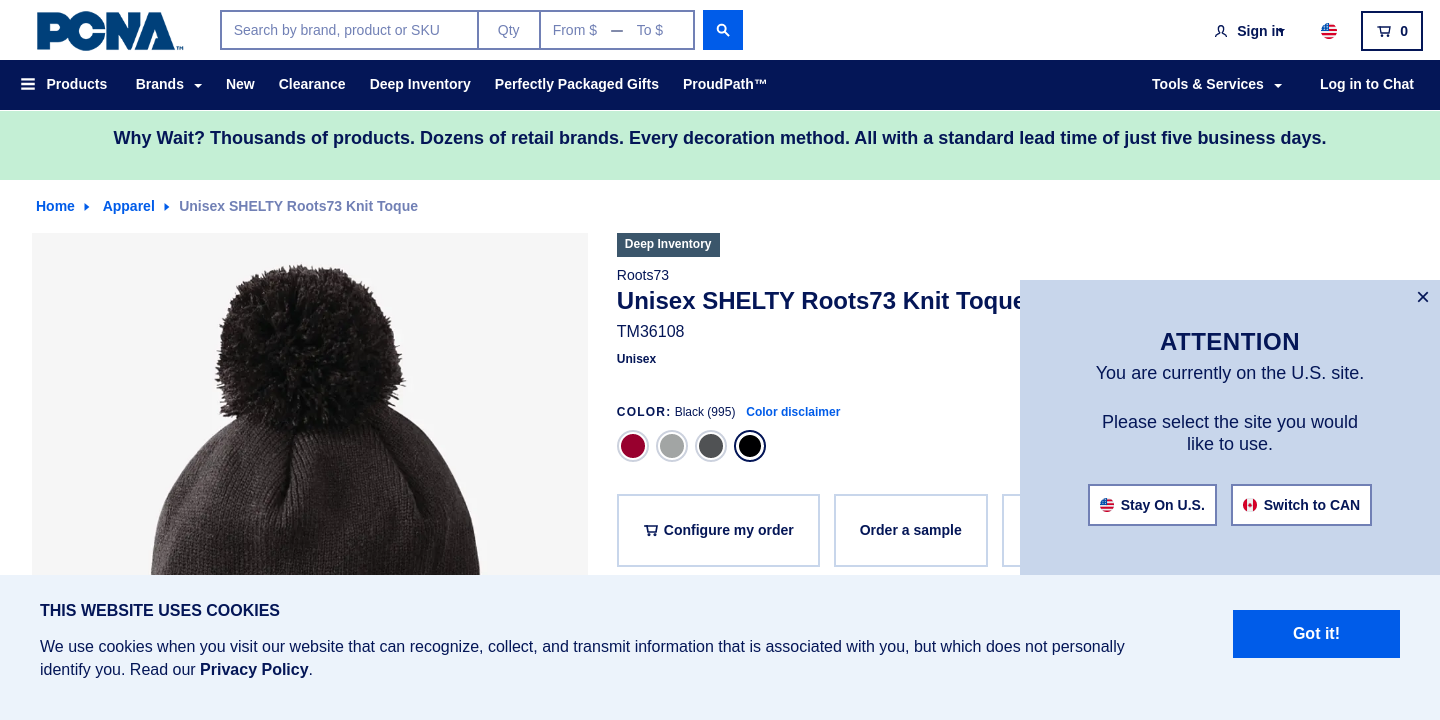 PCNA™
Search by brand, product or SKU
Qty
From $ — To $
Sign in
0
Products
Brands
New
Clearance
Deep Inventory
Perfectly Packaged Gifts
ProudPath™
Tools & Services
Log in to Chat
Why Wait? Thousands of products. Dozens of retail brands. Every decoration method. All with a standard lead time of just five business days.
Home
Apparel
Unisex SHELTY Roots73 Knit Toque
Deep Inventory
Roots73
Unisex SHELTY Roots73 Knit Toque
TM36108
Unisex
COLOR: Black (995) Color disclaimer
Configure my order
Order a sample
×
ATTENTION
You are currently on the U.S. site.
Please select the site you would
like to use.
Stay On U.S.
Switch to CAN
THIS WEBSITE USES COOKIES
We use cookies when you visit our website that can recognize, collect, and transmit information that is associated with you, but which does not personally
identify you. Read our Privacy Policy.
Got it!